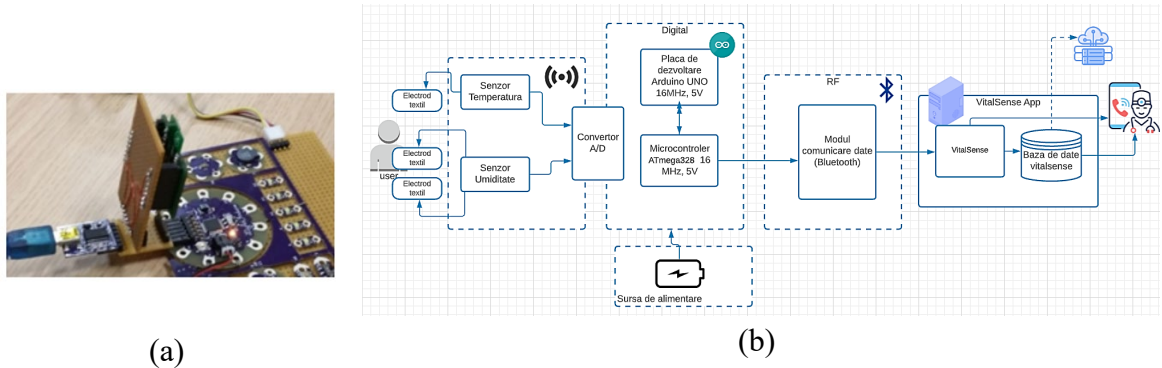 Digital
Placa de
dezvoltare
Arduino UNO
16MHz, 5V
Senzor
Temperatura
Electrod
textil
user
Electrod
textil
Electrod
textil
Senzor
Umiditate
Convertor
A/D
Microcontroler
ATmega328 16
MHz, 5V
RF
Modul
comunicare date
(Bluetooth)
VitalSense App
VitalSense
Baza de date
vitalsense
Sursa de alimentare
(a)
(b)